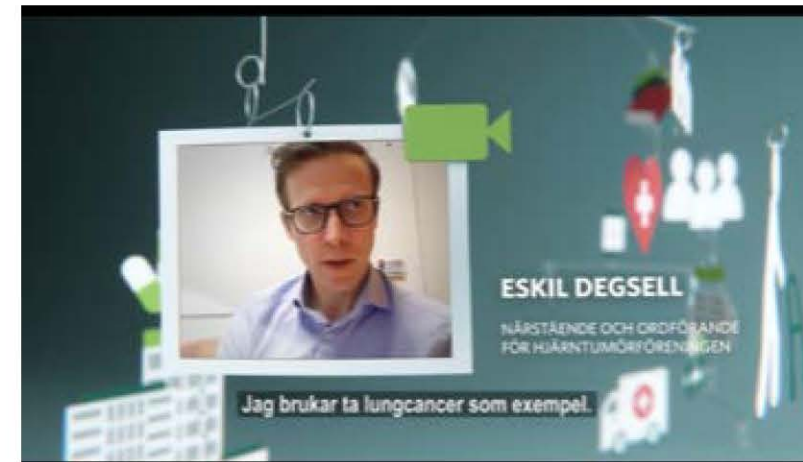 ESKIL DEGSELL
NÄRSTÅENDE OCH ORDFÖRANDE
FÖR HJÄRNTUMÖRFÖRENINGEN
Jag brukar ta lungcancer som exempel.